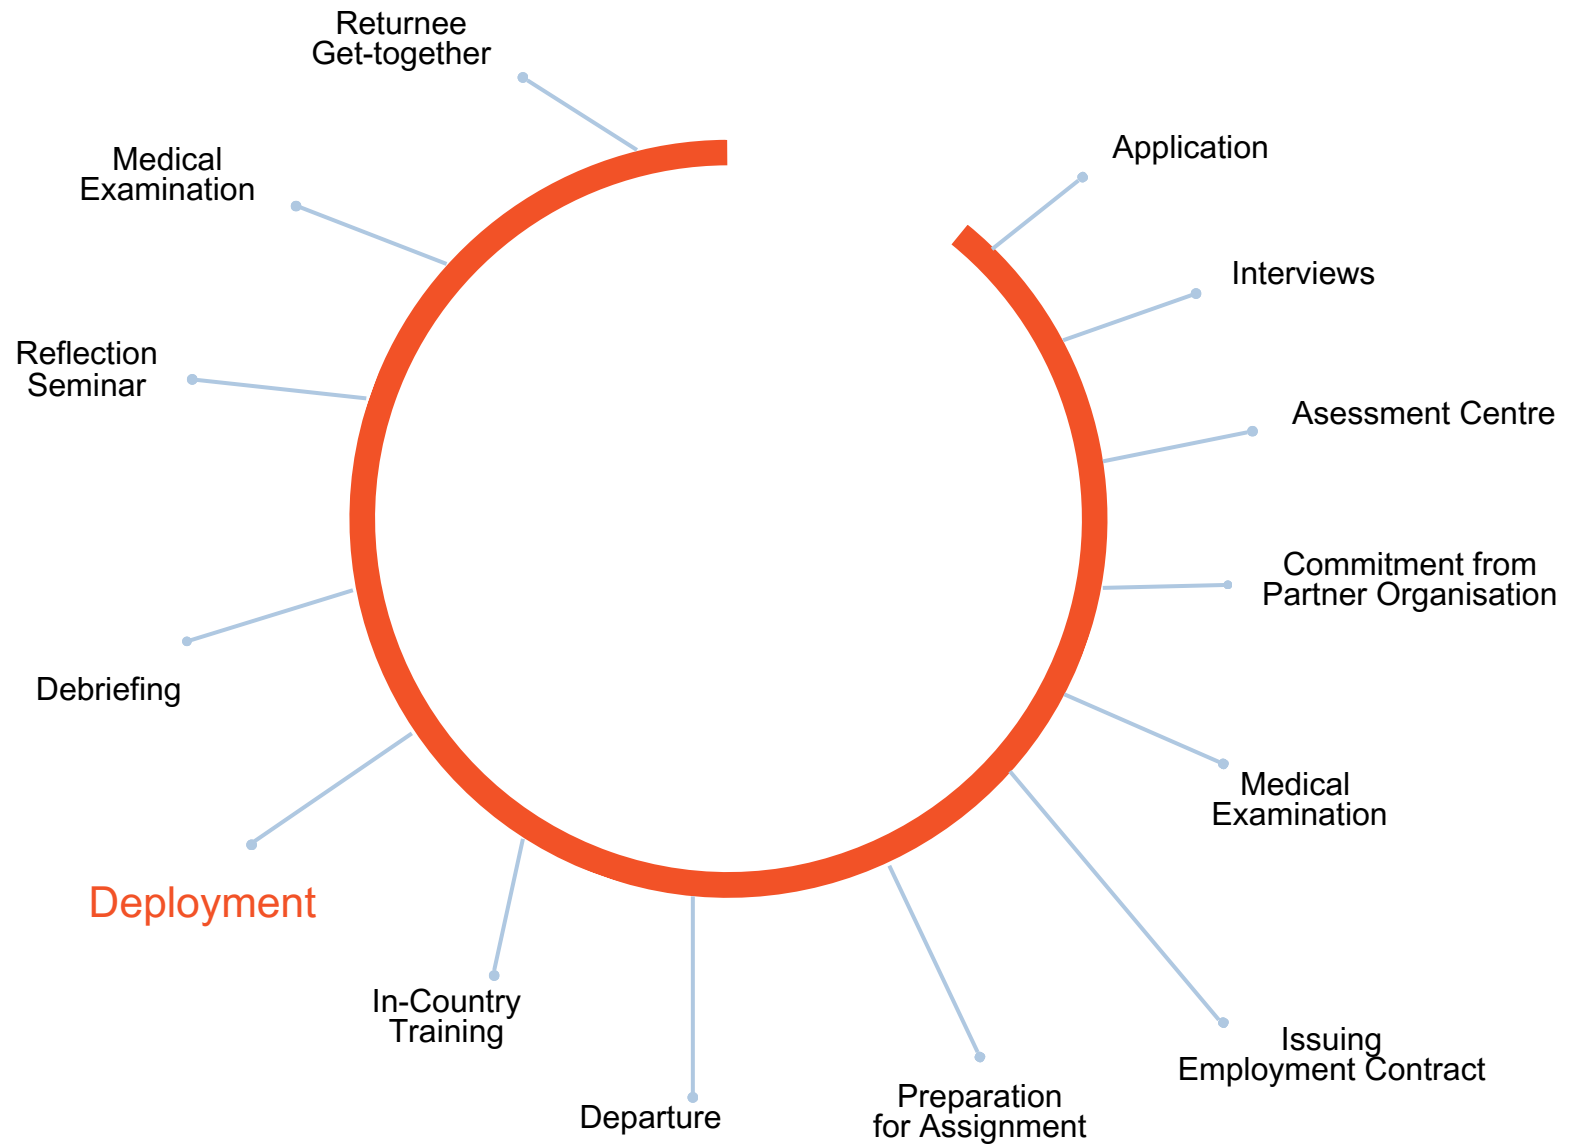 Returnee
Get-together
Application
Medical
Examination
Interviews
Reflection
Seminar
Asessment Centre
Commitment from
Partner Organisation
Debriefing
Medical
Examination
Deployment
In-Country
Training
Issuing
Employment Contract
Departure
Preparation
for Assignment